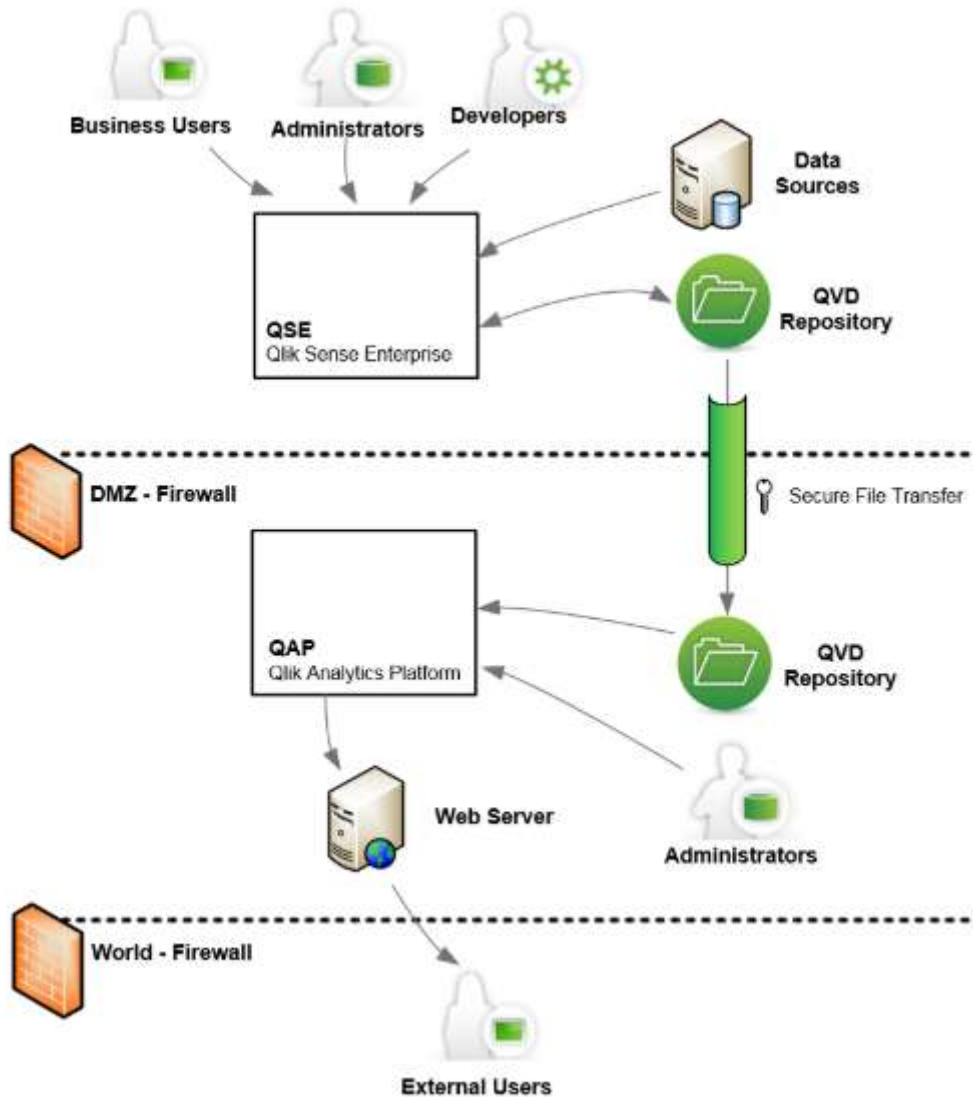 Business Users
Administrators
Developers
Data
Sources
QVD
Repository
QSE
Qlik Sense Enterprise
DMZ - Firewall
Secure File Transfer
QAP
Qlik Analytics Platform
QVD
Repository
Web Server
Administrators
World - Firewall
External Users